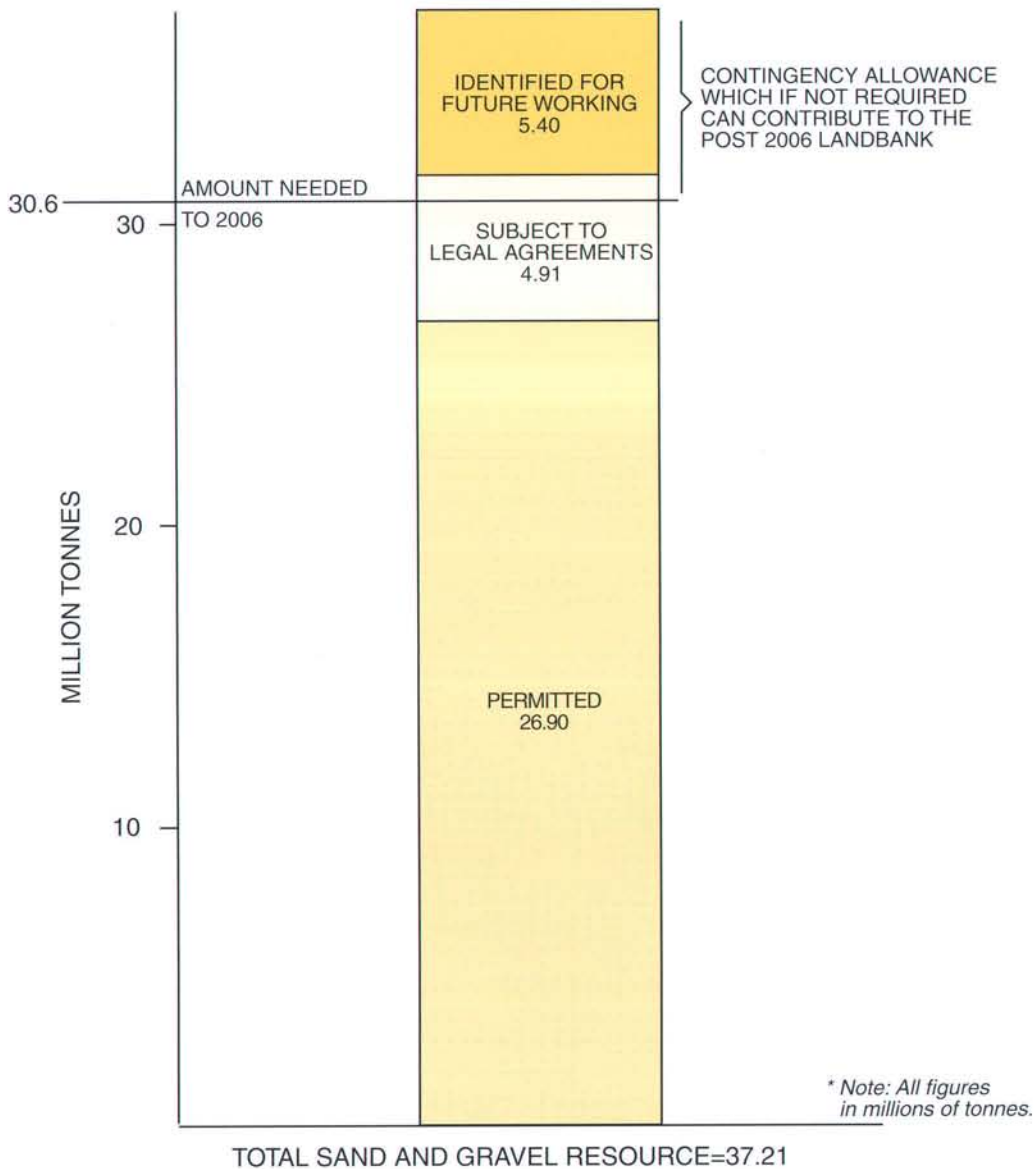 IDENTIFIED FOR
FUTURE WORKING
5.40
CONTINGENCY ALLOWANCE
WHICH IF NOT REQUIRED
CAN CONTRIBUTE TO THE
POST 2006 LANDBANK
AMOUNT NEEDED
30.6
TO 2006
30
SUBJECT TO
LEGAL AGREEMENTS
4.91
MILLION TONNES
20
PERMITTED
26.90
10
* Note: All figures
in millions of tonnes.
TOTAL SAND AND GRAVEL RESOURCE=37.21